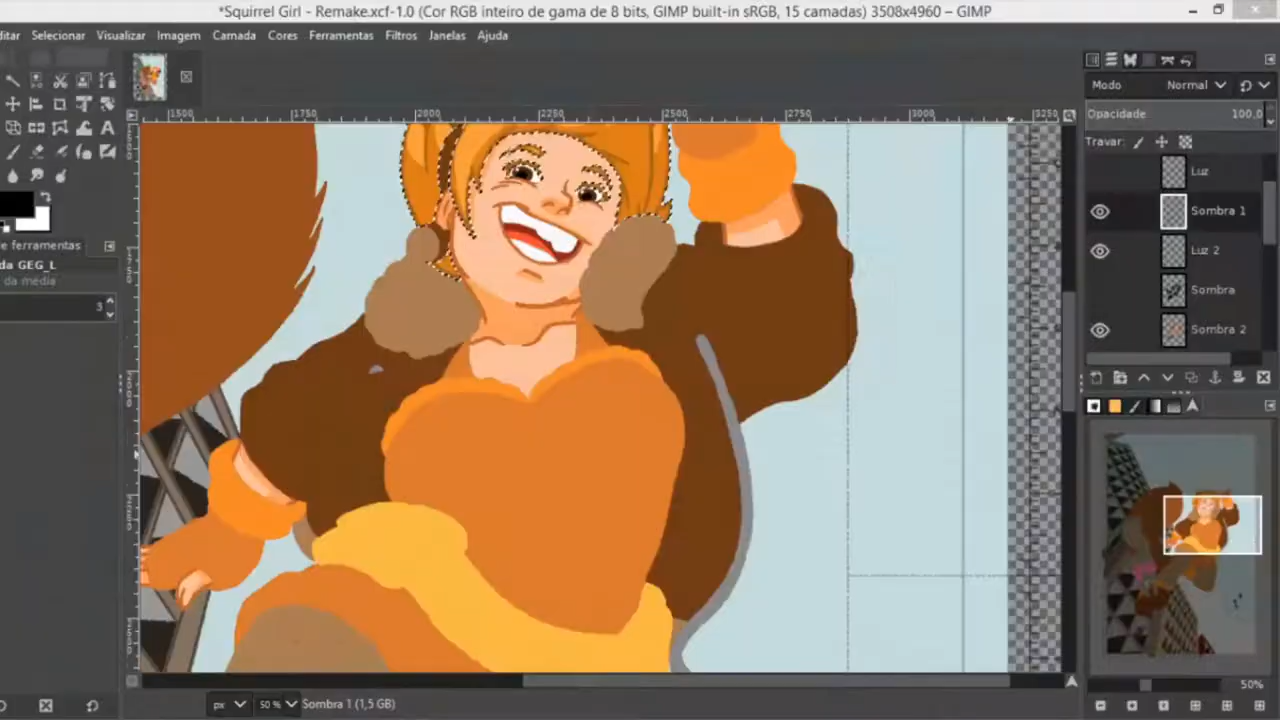 *Squirrel Girl - Remake.xcf-1.0 (Cor RGB inteiro de gama de 8 bits, GIMP built-in sRGB, 15 camadas) 3508x4960 – GIMP
itar Selecionar Visualizar Imagem Camada Cores Ferramentas Filtros Janelas Ajuda
1500 1750 2000 2250 2500 2750 3000 3250
Modo Normal
Opacidade 100,0
Travar:
Luz
Sombra 1
Luz 2
Sombra
Sombra 2
e ferramentas
da GEG_L
da média
3
50%
px 50 % Sombra 1 (1,5 GB)